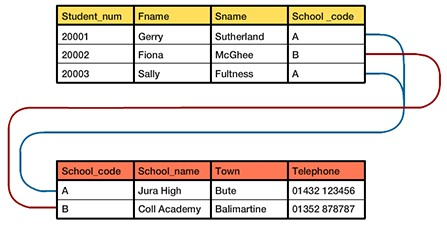 Student_num Fname Sname School _code
20001 Gerry Sutherland A
20002 Fiona McGhee B
20003 Sally Fultness A
School_code School_name Town Telephone
A Jura High Bute 01432 123456
B Coll Academy Balimartine 01352 878787